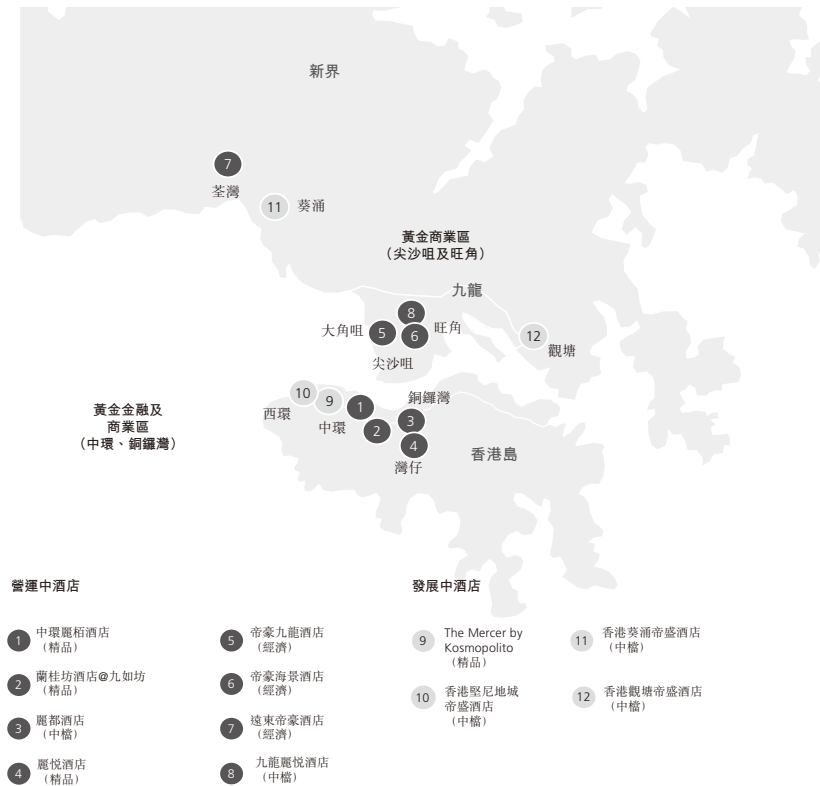 新界
7
荃灣
11 葵涌
黃金商業區
（尖沙咀及旺角）
九龍
8
大角咀 5 6 旺角
12
觀塘
尖沙咀
10
9
西環
1
銅鑼灣
黃金金融及
商業區
（中環、銅鑼灣）
中環
2
3
4
灣仔
香港島
營運中酒店
1 中環麗栢酒店
（精品）
2 蘭桂坊酒店@九如坊
（精品）
3 麗都酒店
（中檔）
4 麗悦酒店
（精品）
5 帝豪九龍酒店
（經濟）
6 帝豪海景酒店
（經濟）
7 遠東帝豪酒店
（經濟）
8 九龍麗悦酒店
（中檔）
發展中酒店
9 The Mercer by
Kosmopolito
（精品）
10 香港堅尼地城
帝盛酒店
（中檔）
11 香港葵涌帝盛酒店
（中檔）
12 香港觀塘帝盛酒店
（中檔）